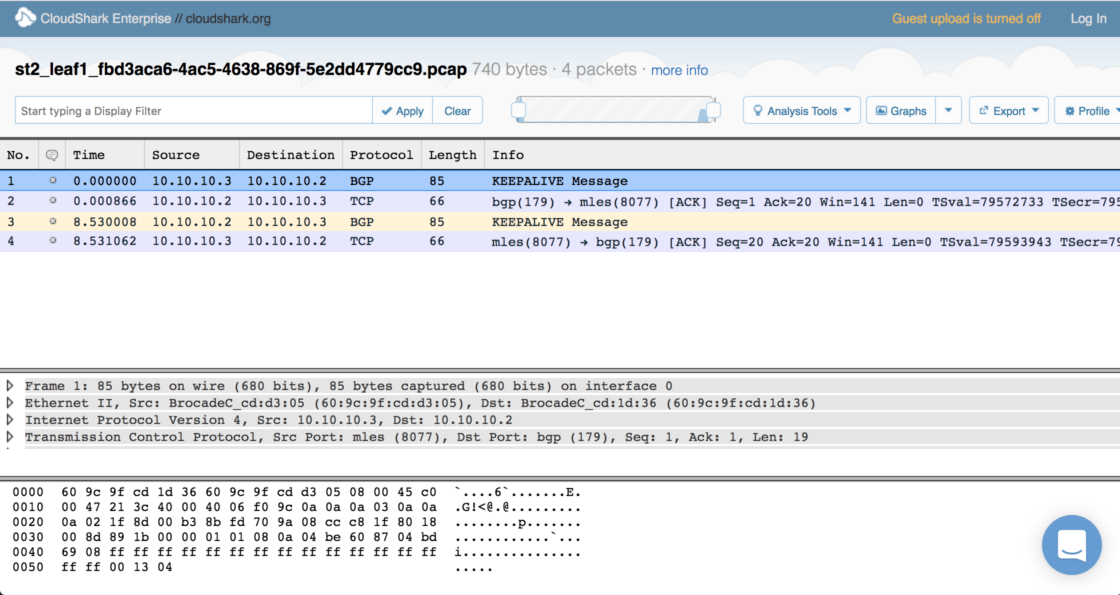 CloudShark Enterprise // cloudshark.org Guest upload is turned off Log In
st2_leaf1_fbd3aca6-4ac5-4638-869f-5e2dd4779cc9.pcap 740 bytes · 4 packets · more info
Start typing a Display Filter Apply Clear Analysis Tools Graphs Export Profile
No. Time Source Destination Protocol Length Info
1 0.000000 10.10.10.3 10.10.10.2 BGP 85 KEEPALIVE Message
2 0.000866 10.10.10.2 10.10.10.3 TCP 66 bgp(179) → mles(8077) [ACK] Seq=1 Ack=20 Win=141 Len=0 TSval=79572733 TSecr=795
3 8.530008 10.10.10.2 10.10.10.3 BGP 85 KEEPALIVE Message
4 8.531062 10.10.10.3 10.10.10.2 TCP 66 mles(8077) → bgp(179) [ACK] Seq=20 Ack=20 Win=141 Len=0 TSval=79593943 TSecr=79
Frame 1: 85 bytes on wire (680 bits), 85 bytes captured (680 bits) on interface 0
Ethernet II, Src: BrocadeC_cd:d3:05 (60:9c:9f:cd:d3:05), Dst: BrocadeC_cd:1d:36 (60:9c:9f:cd:1d:36)
Internet Protocol Version 4, Src: 10.10.10.3, Dst: 10.10.10.2
Transmission Control Protocol, Src Port: mles (8077), Dst Port: bgp (179), Seq: 1, Ack: 1, Len: 19
0000 60 9c 9f cd 1d 36 60 9c 9f cd d3 05 08 00 45 c0 `....6`.......E.
0010 00 47 21 3c 40 00 40 06 f0 9c 0a 0a 0a 03 0a 0a .G!<@.@.........
0020 0a 02 1f 8d 00 b3 8b fd 70 9a 08 cc c8 1f 80 18 ........p.......
0030 00 8d 89 1b 00 00 01 01 08 0a 04 be 60 87 04 bd ............`...
0040 69 08 ff ff ff ff ff ff ff ff ff ff ff ff ff ff i...............
0050 ff ff 00 13 04 .....